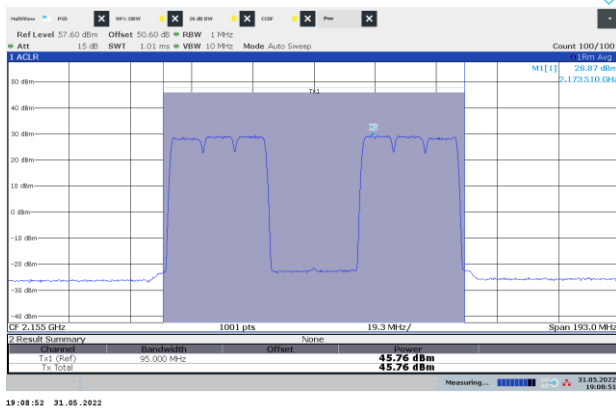 MultiView PSD 99% OBW 26 dB BW CCDF Pwr
Ref Level 57.60 dBm Offset 50.60 dB RBW 1 MHz
Att 15 dB SWT 1.01 ms VBW 10 MHz Mode Auto Sweep Count 100/100
1 ACLR 1Rm Avg
M1[1] 28.87 dBm
2.173510 GHz
50 dBm
Tx1
40 dBm
M1
30 dBm
20 dBm
10 dBm
0 dBm
-10 dBm
-20 dBm
-30 dBm
-40 dBm
CF 2.155 GHz 1001 pts 19.3 MHz/ Span 193.0 MHz
2 Result Summary None
Channel Bandwidth Offset Power
Tx1 (Ref) 95.000 MHz 45.76 dBm
Tx Total 45.76 dBm
Measuring... 31.05.2022
19:08:51
19:08:52 31.05.2022